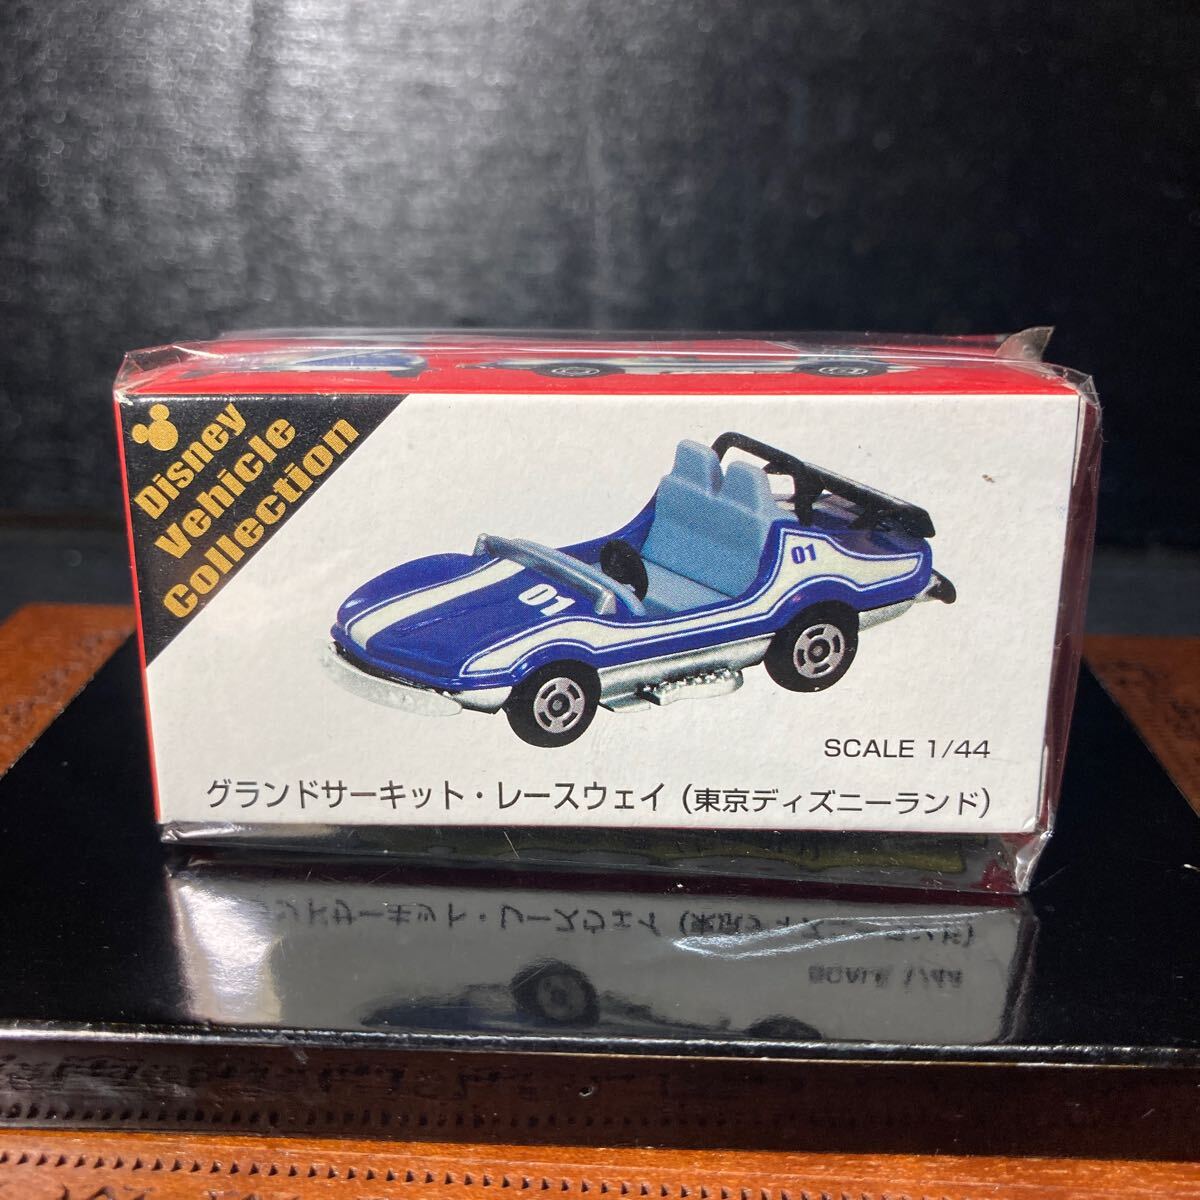 Disney
Vehicle
Collection
01
01
SCALE 1/44
グランドサーキット・レースウェイ (東京ディズニーランド)